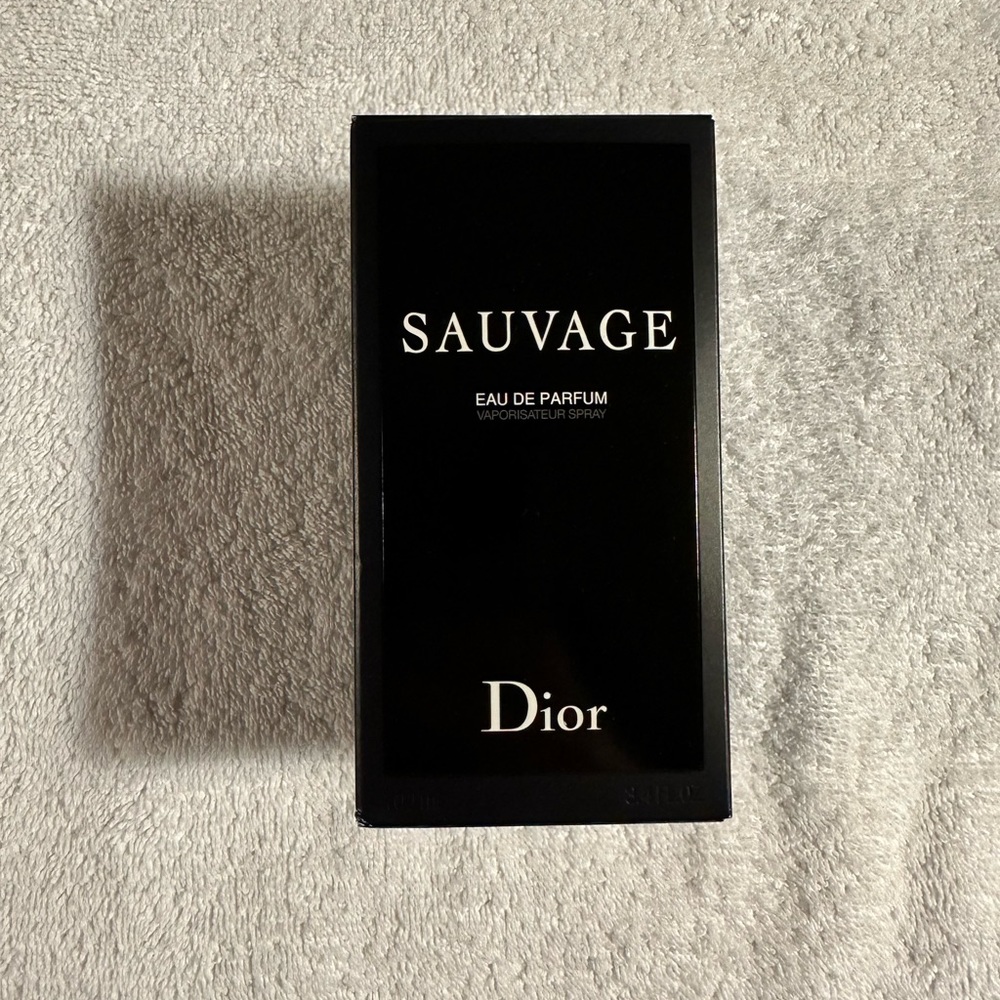 SAUVAGE
EAU DE PARFUM
VAPORISATEUR SPRAY
Dior